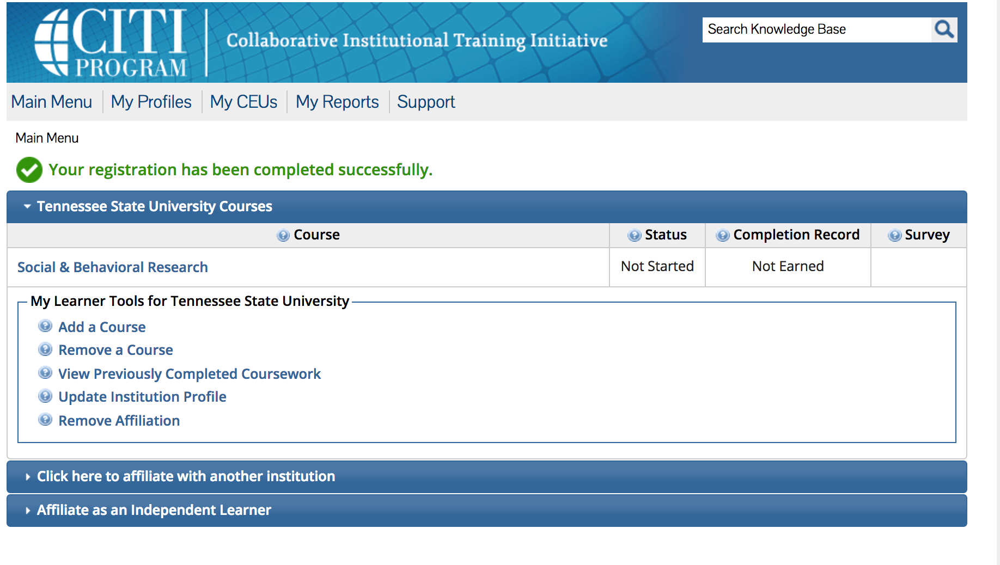 CITI
PROGRAM
Collaborative Institutional Training Initiative
Search Knowledge Base
Main Menu
My Profiles
My CEUs
My Reports
Support
Main Menu
Your registration has been completed successfully.
Tennessee State University Courses
Course
Status
Completion Record
Survey
Social & Behavioral Research
Not Started
Not Earned
My Learner Tools for Tennessee State University
Add a Course
Remove a Course
View Previously Completed Coursework
Update Institution Profile
Remove Affiliation
Click here to affiliate with another institution
Affiliate as an Independent Learner